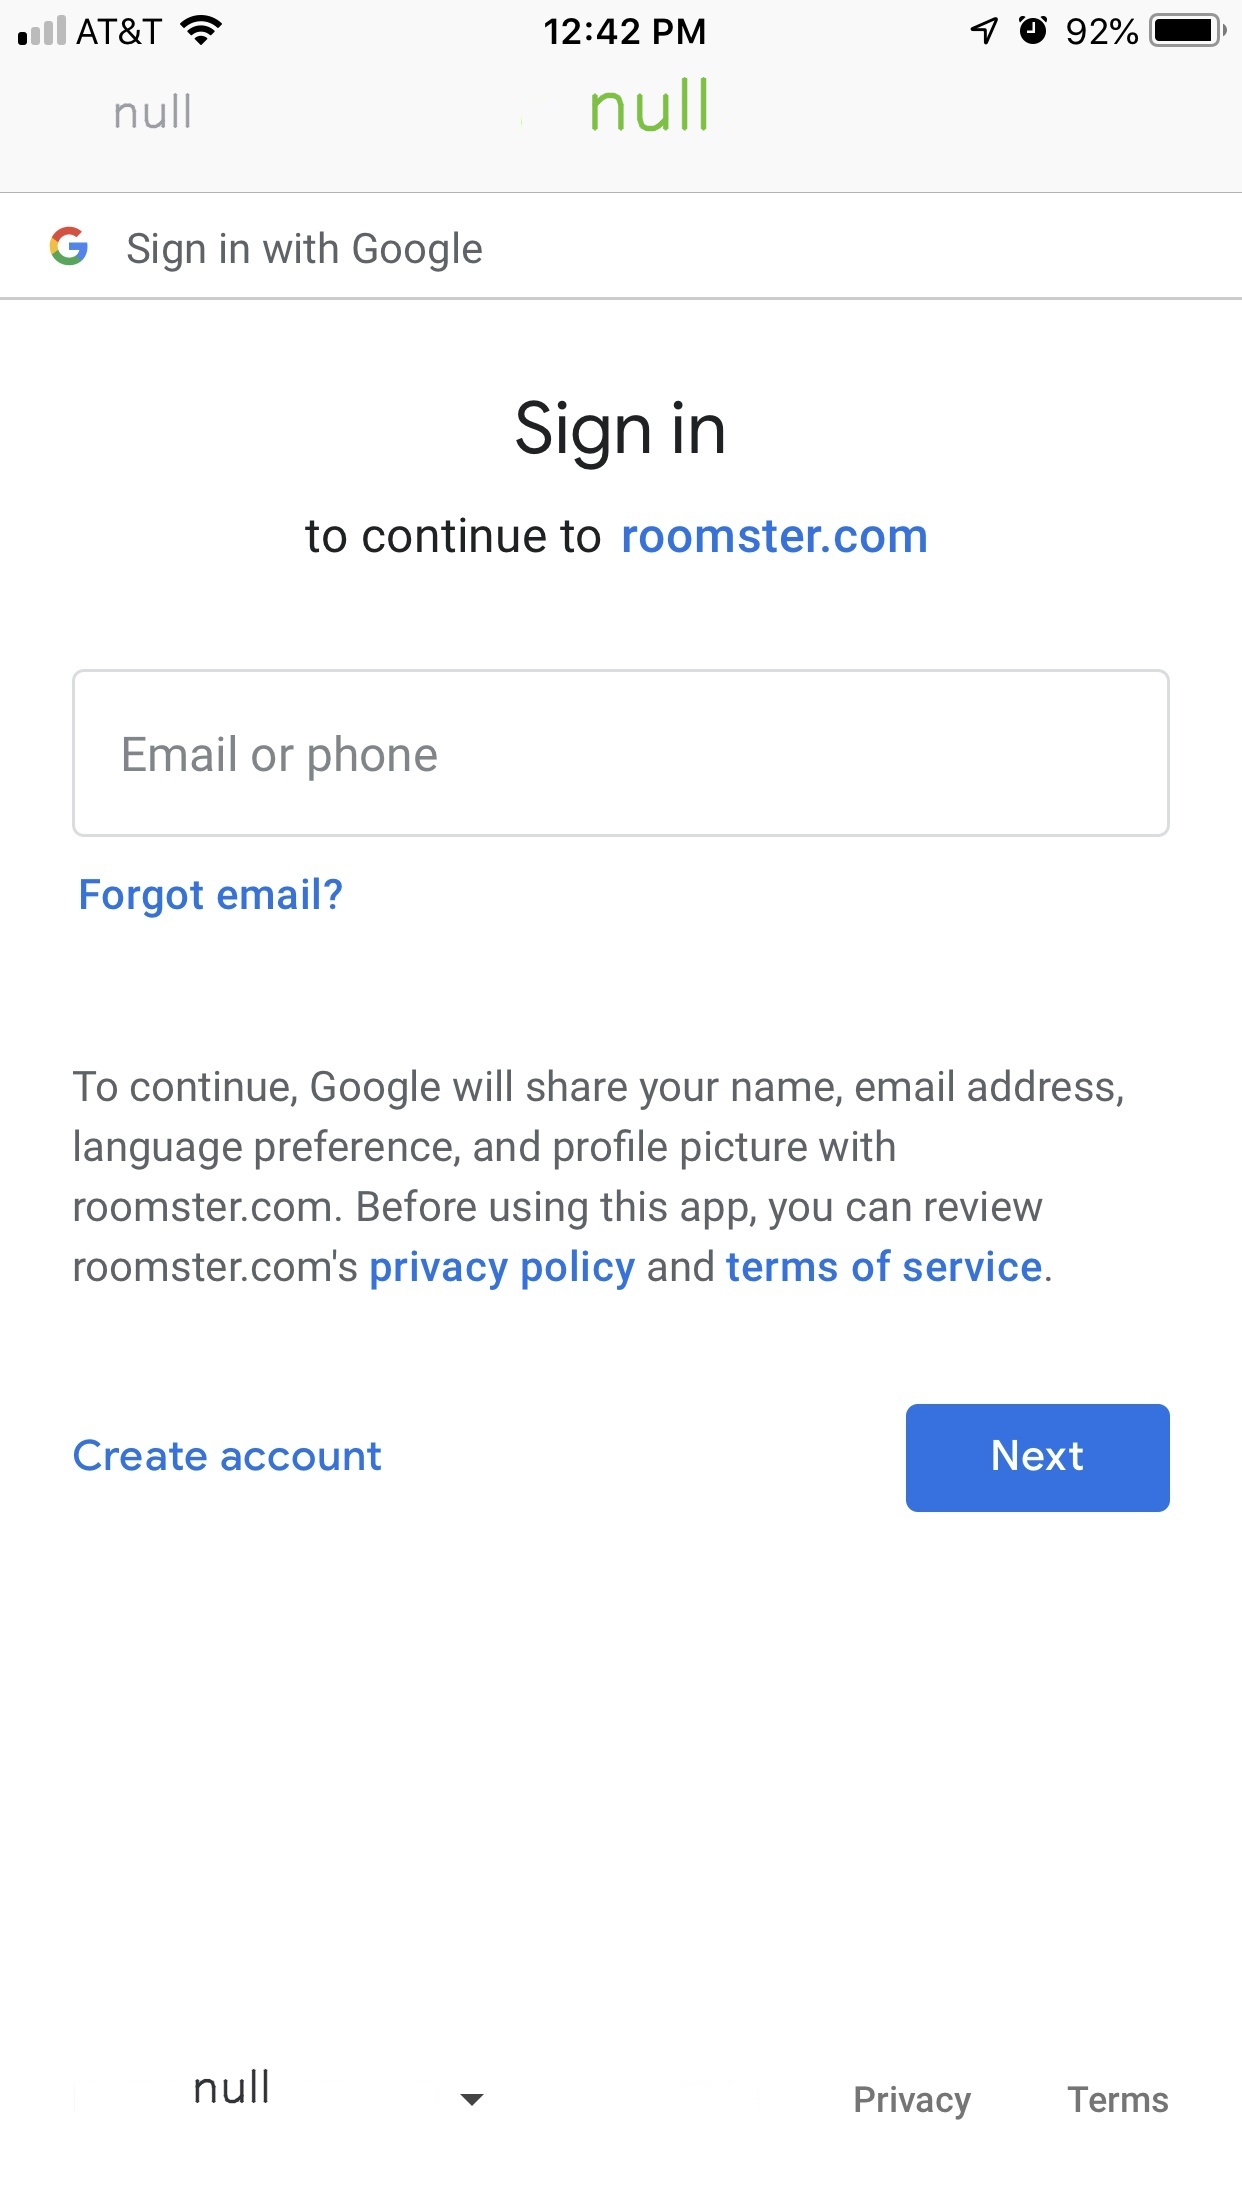 AT&T 12:42 PM 92%
null null
Sign in with Google
Sign in
to continue to roomster.com
Email or phone
Forgot email?
To continue, Google will share your name, email address,
language preference, and profile picture with
roomster.com. Before using this app, you can review
roomster.com's privacy policy and terms of service.
Create account Next
null Privacy Terms